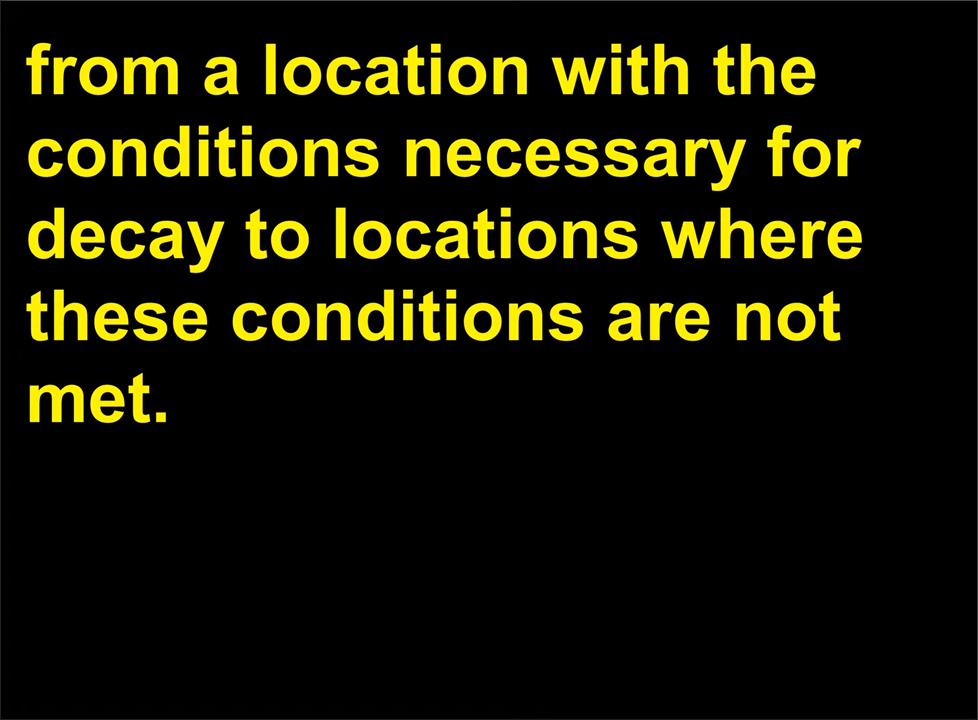 from a location with the
conditions necessary for
decay to locations where
these conditions are not
met.